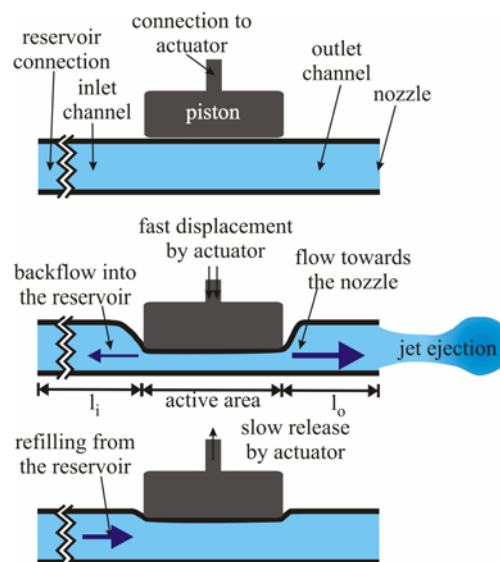 connection to
actuator
reservoir
connection
inlet
channel
outlet
channel
nozzle
piston
fast displacement
by actuator
backflow into
the reservoir
flow towards
the nozzle
jet ejection
l_i
active area
l_o
slow release
by actuator
refilling from
the reservoir